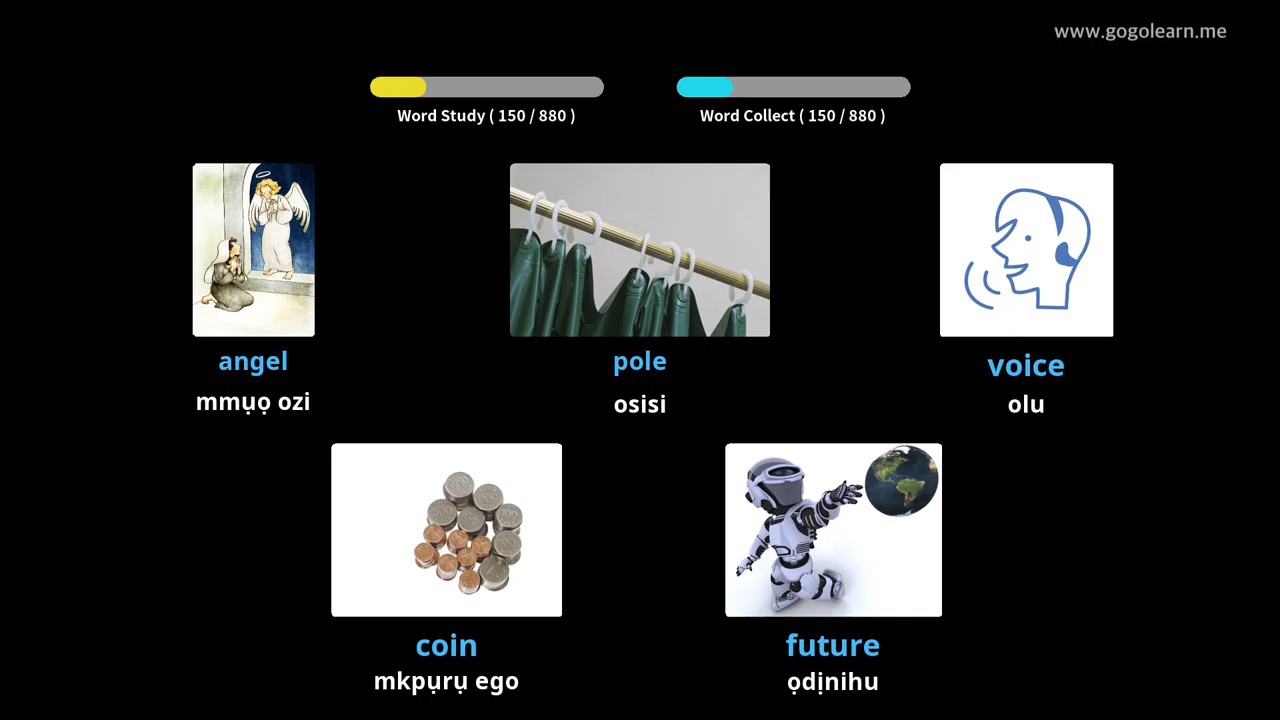 www.gogolearn.me
Word Study ( 150 / 880 )
Word Collect ( 150 / 880 )
angel
mmụọ ozi
pole
osisi
voice
olu
coin
mkpụrụ ego
future
ọdịnihu